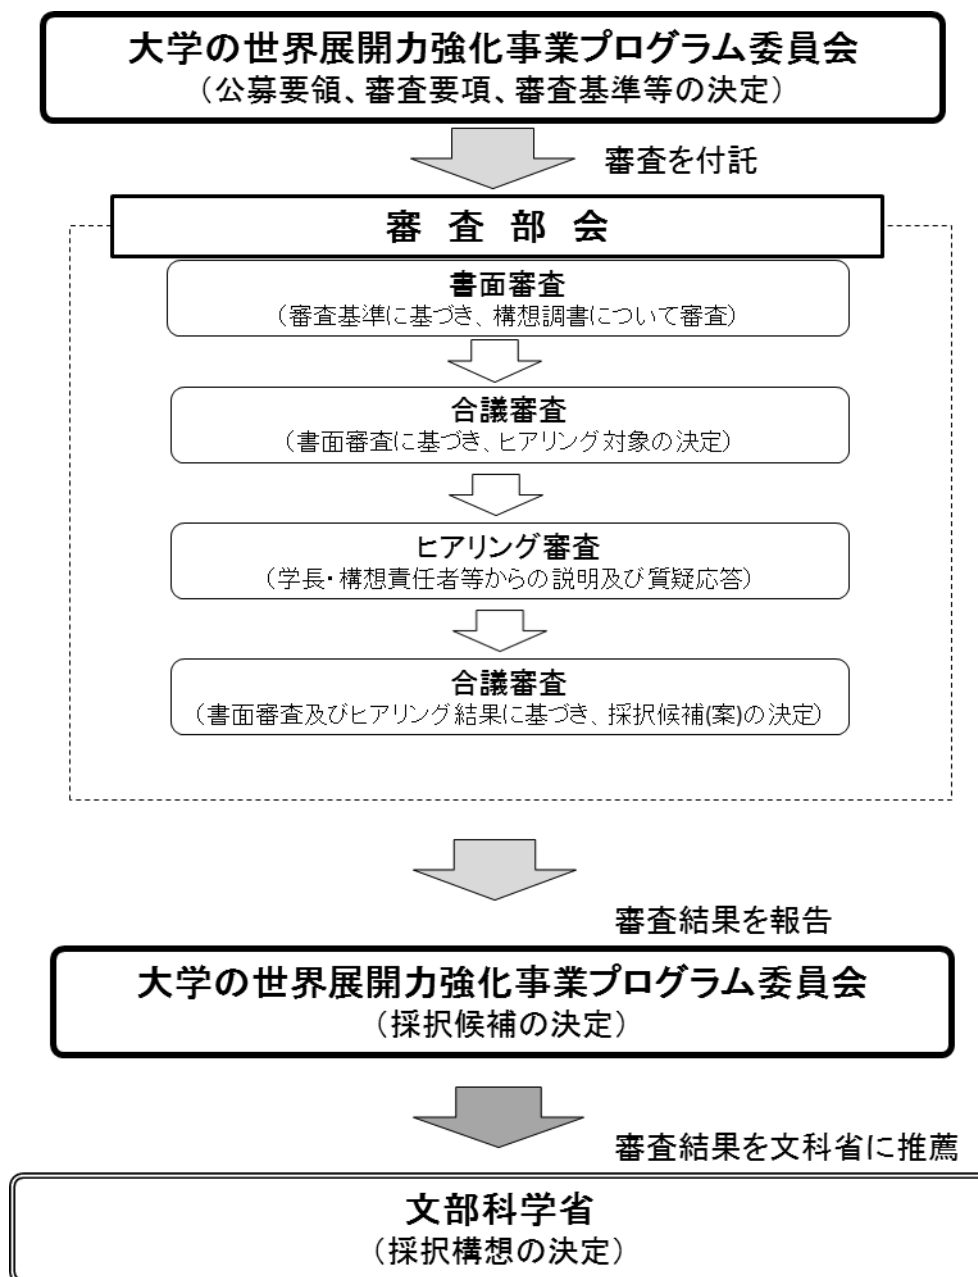 大学の世界展開力強化事業プログラム委員会
（公募要領、審査要項、審査基準等の決定）
審査を付託
審 査 部 会
書面審査
（審査基準に基づき、構想調書について審査）
合議審査
（書面審査に基づき、ヒアリング対象の決定）
ヒアリング審査
（学長・構想責任者等からの説明及び質疑応答）
合議審査
（書面審査及びヒアリング結果に基づき、採択候補(案)の決定）
審査結果を報告
大学の世界展開力強化事業プログラム委員会
（採択候補の決定）
審査結果を文科省に推薦
文部科学省
（採択構想の決定）